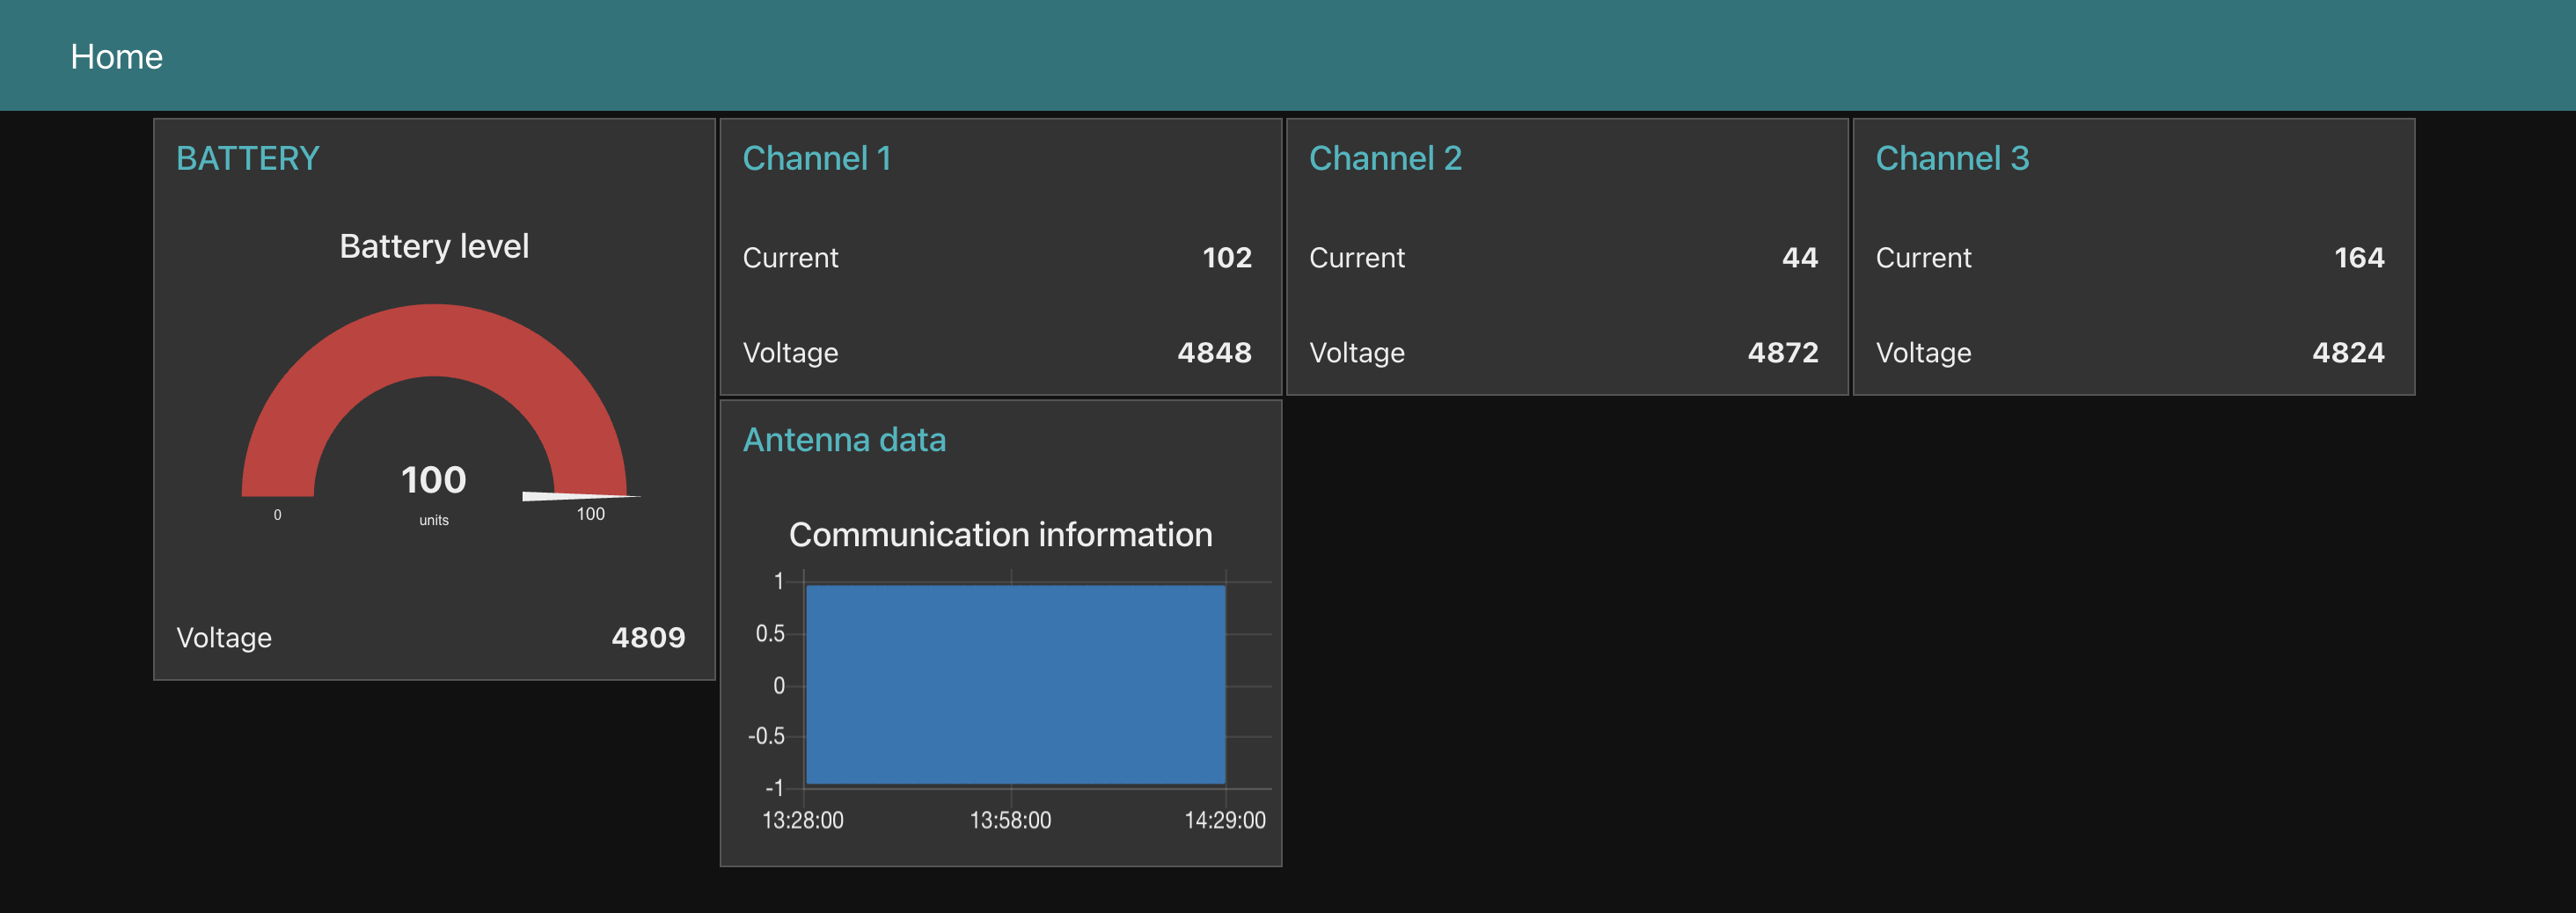 Home
BATTERY
Battery level
100
0
units
100
Voltage 4809
Channel 1
Current 102
Voltage 4848
Channel 2
Current 44
Voltage 4872
Channel 3
Current 164
Voltage 4824
Antenna data
Communication information
1
0.5
0
-0.5
-1
13:28:00 13:58:00 14:29:00